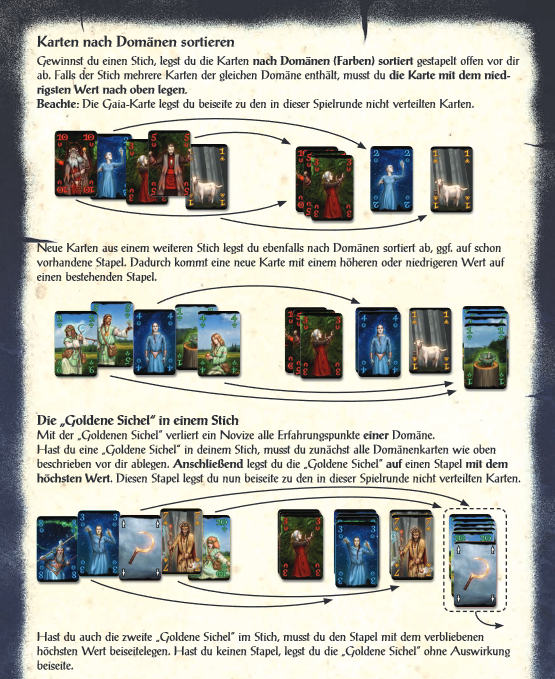 Karten nach Domänen sortieren
Gewinnst du einen Stich, legst du die Karten nach Domänen (Farben) sortiert gestapelt offen vor dir
ab. Falls der Stich mehrere Karten der gleichen Domäne enthält, musst du die Karte mit dem nied-
rigsten Wert nach oben legen.
Beachte: Die Gaia-Karte legst du beiseite zu den in dieser Spielrunde nicht verteilten Karten.
Neue Karten aus einem weiteren Stich legst du ebenfalls nach Domänen sortiert ab, ggf. auf schon
vorhandene Stapel. Dadurch kommt eine neue Karte mit einem höheren oder niedrigeren Wert auf
einen bestehenden Stapel.
Die „Goldene Sichel" in einem Stich
Mit der „Goldenen Sichel" verliert ein Novize alle Erfahrungspunkte einer Domäne.
Hast du eine „Goldene Sichel" in deinem Stich, musst du zunächst alle Domänenkarten wie oben
beschrieben vor dir ablegen. Anschließend legst du die „Goldene Sichel" auf einen Stapel mit dem
höchsten Wert. Diesen Stapel legst du nun beiseite zu den in dieser Spielrunde nicht verteilten Karten.
Hast du auch die zweite „Goldene Sichel" im Stich, musst du den Stapel mit dem verbliebenen
höchsten Wert beiseitelegen. Hast du keinen Stapel, legst du die „Goldene Sichel" ohne Auswirkung
beiseite.